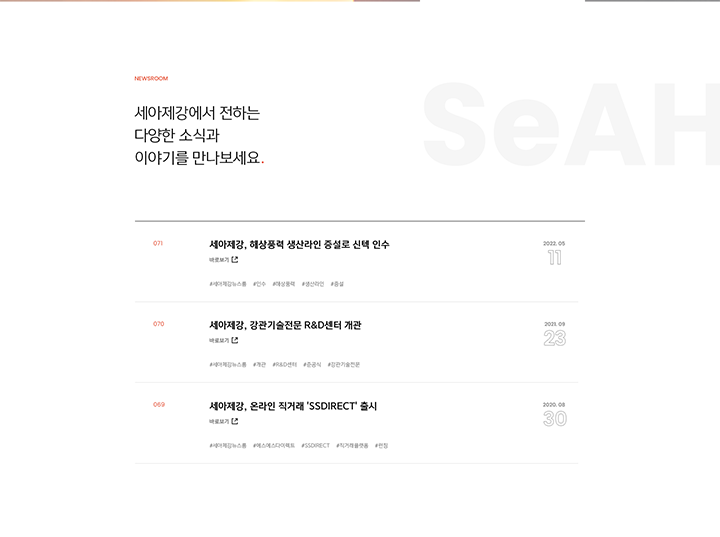 NEWSROOM
SeAH
세아제강에서 전하는
다양한 소식과
이야기를 만나보세요.
071
세아제강, 해상풍력 생산라인 증설로 신텍 인수
2022. 05
11
바로보기
#세아제강뉴스룸 #인수 #해상풍력 #생산라인 #증설
070
세아제강, 강관기술전문 R&D센터 개관
2021. 09
23
바로보기
#세아제강뉴스룸 #개관 #R&D센터 #준공식 #강관기술전문
069
세아제강, 온라인 직거래 'SSDIRECT' 출시
2020. 08
30
바로보기
#세아제강뉴스룸 #에스에스다이렉트 #SSDIRECT #직거래플랫폼 #런칭